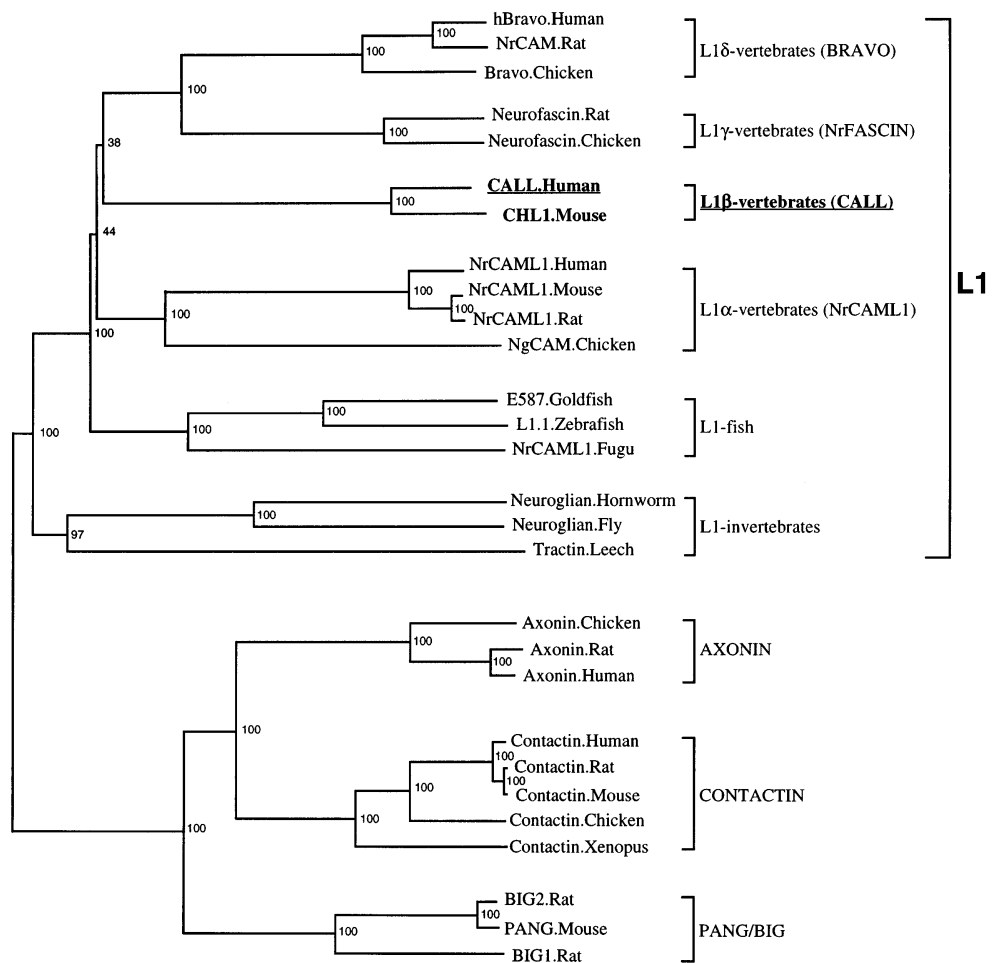 hBravo.Human
100
NrCAM.Rat
100
L1δ-vertebrates (BRAVO)
Bravo.Chicken
100
Neurofascin.Rat
100
L1γ-vertebrates (NrFASCIN)
Neurofascin.Chicken
38
CALL.Human
100
L1β-vertebrates (CALL)
CHL1.Mouse
44
NrCAML1.Human
L1
100
NrCAML1.Mouse
100
L1α-vertebrates (NrCAML1)
100
NrCAML1.Rat
100
NgCAM.Chicken
E587.Goldfish
100
L1.1.Zebrafish
L1-fish
100
100
NrCAML1.Fugu
Neuroglian.Hornworm
100
Neuroglian.Fly
L1-invertebrates
97
Tractin.Leech
Axonin.Chicken
100
Axonin.Rat
AXONIN
100
Axonin.Human
100
Contactin.Human
100
Contactin.Rat
100
100
Contactin.Mouse
CONTACTIN
100
Contactin.Chicken
100
Contactin.Xenopus
BIG2.Rat
100
PANG.Mouse
PANG/BIG
100
BIG1.Rat